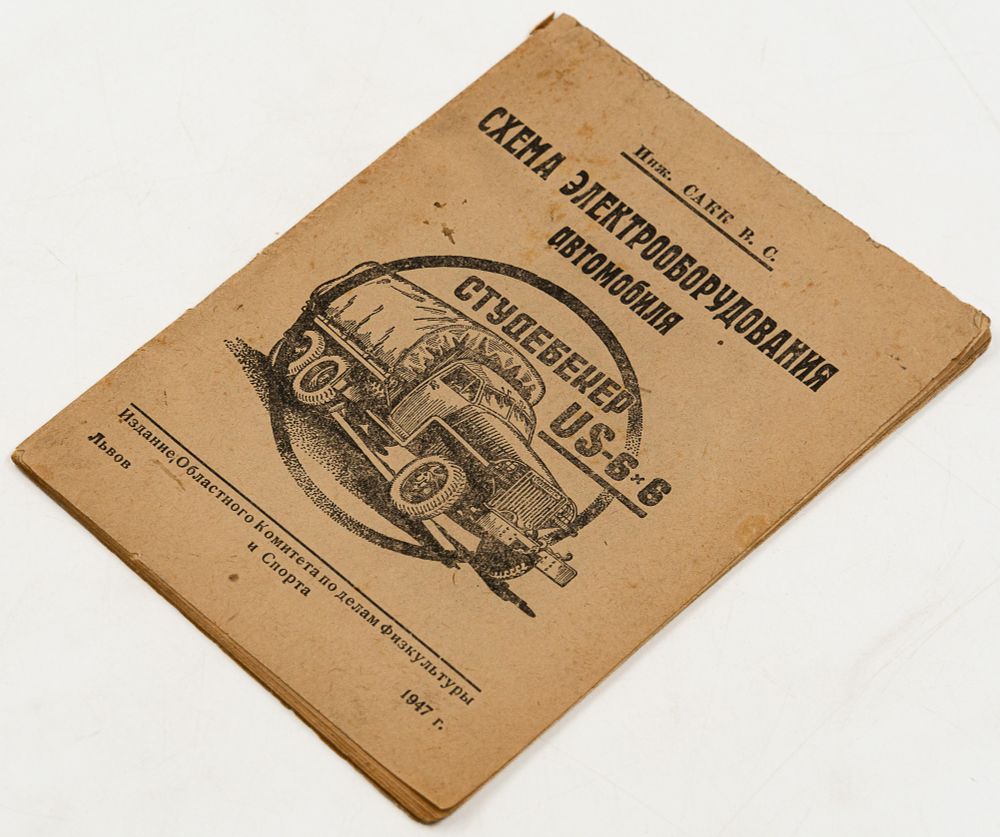 Инж. САКК В. С.
СХЕМА ЭЛЕКТРООБОРУДОВАНИЯ
автомобиля
СТУДЕБЕКЕР
US-6×6
Издание, Областного Комитета по делам физкультуры
и Спорта
Львов
1947 г.